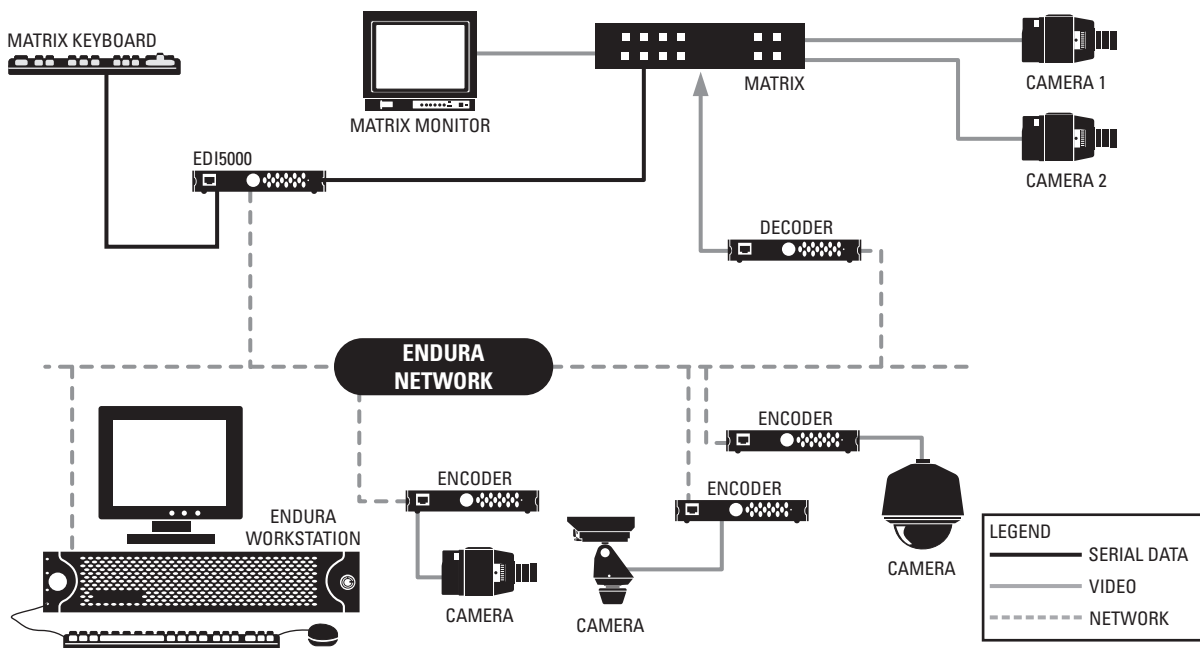 MATRIX KEYBOARD
MATRIX MONITOR
MATRIX
CAMERA 1
CAMERA 2
EDI5000
DECODER
ENDURA
NETWORK
ENCODER
ENCODER
ENCODER
ENDURA
WORKSTATION
CAMERA
CAMERA
CAMERA
LEGEND
SERIAL DATA
VIDEO
NETWORK